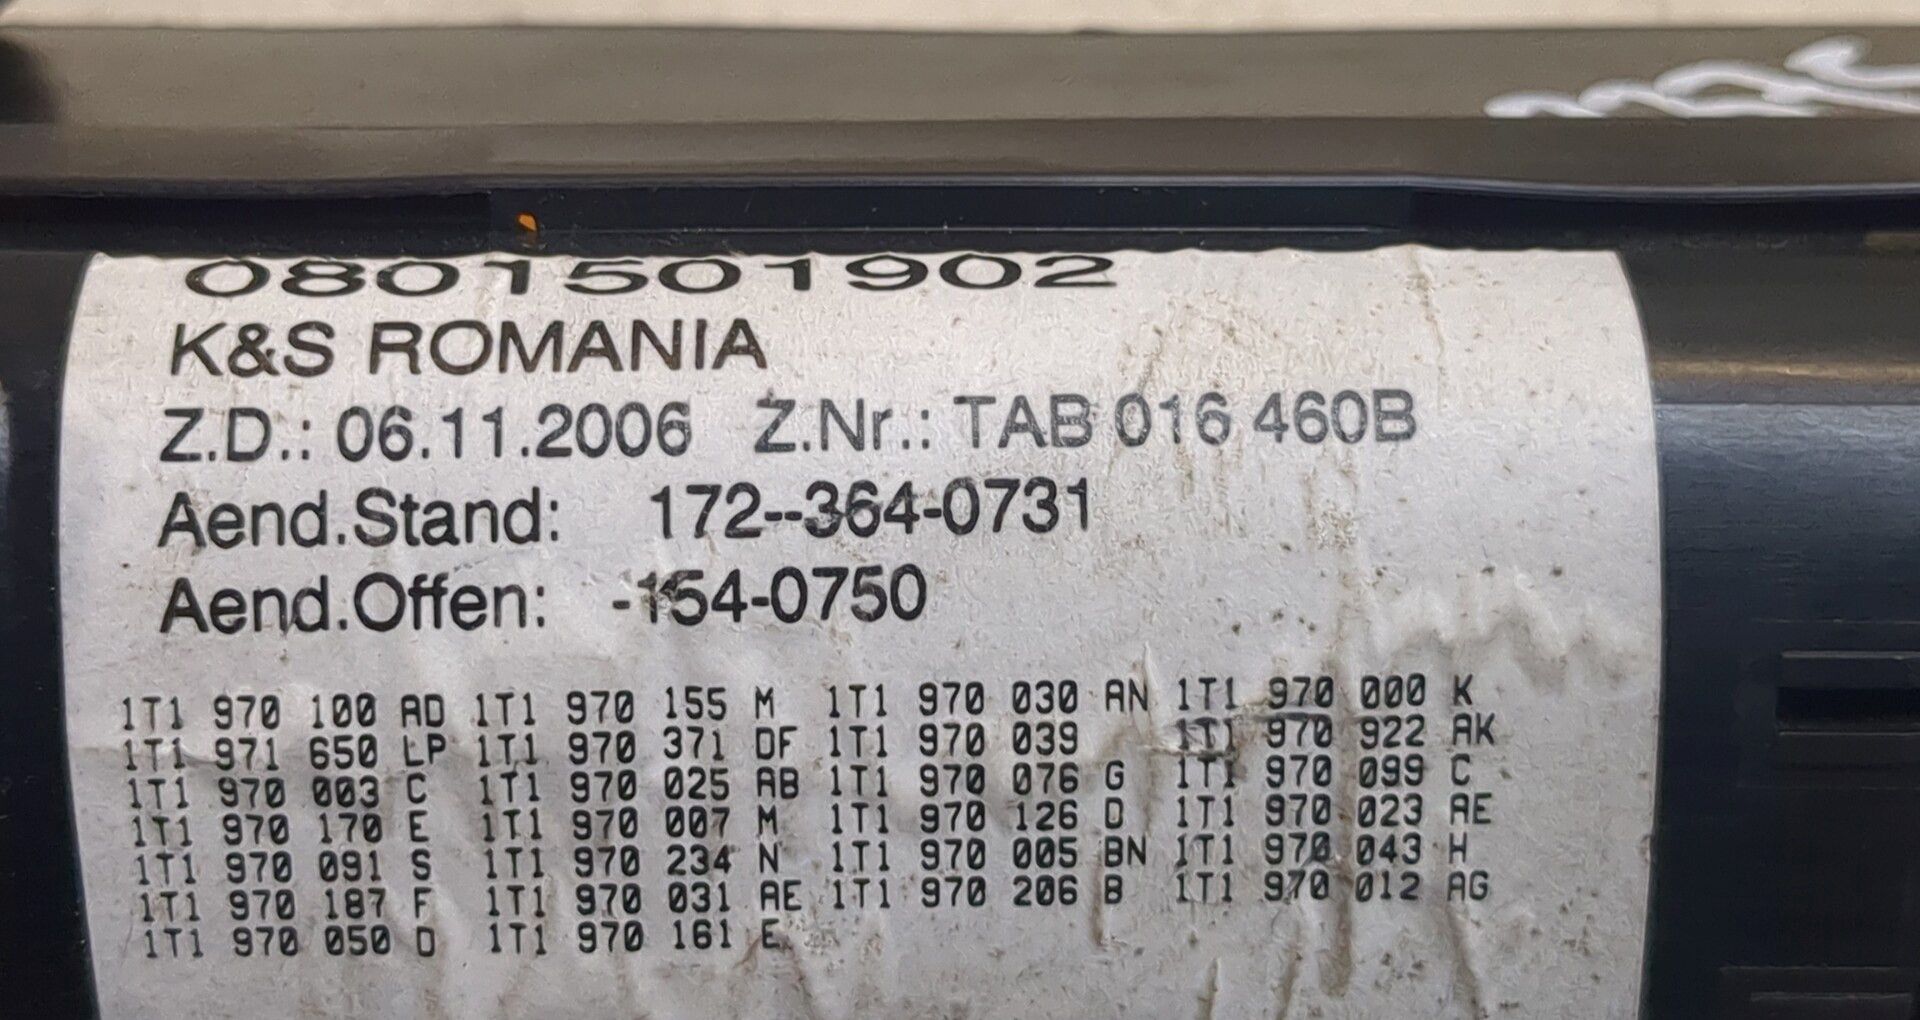 0801501902
K&S ROMANIA
Z.D.: 06.11.2006 Z.Nr.: TAB 016 460B
Aend.Stand: 172--364-0731
Aend.Offen: -154-0750
1T1 970 100 AD 1T1 970 155 M 1T1 970 030 AN 1T1 970 000 K
1T1 971 650 LP 1T1 970 371 DF 1T1 970 039 1T1 970 922 AK
1T1 970 003 C 1T1 970 025 AB 1T1 970 076 G 1T1 970 099 C
1T1 970 170 E 1T1 970 007 M 1T1 970 126 D 1T1 970 023 AE
1T1 970 091 S 1T1 970 234 N 1T1 970 005 BN 1T1 970 043 H
1T1 970 187 F 1T1 970 031 AE 1T1 970 206 B 1T1 970 012 AG
1T1 970 050 D 1T1 970 161 E